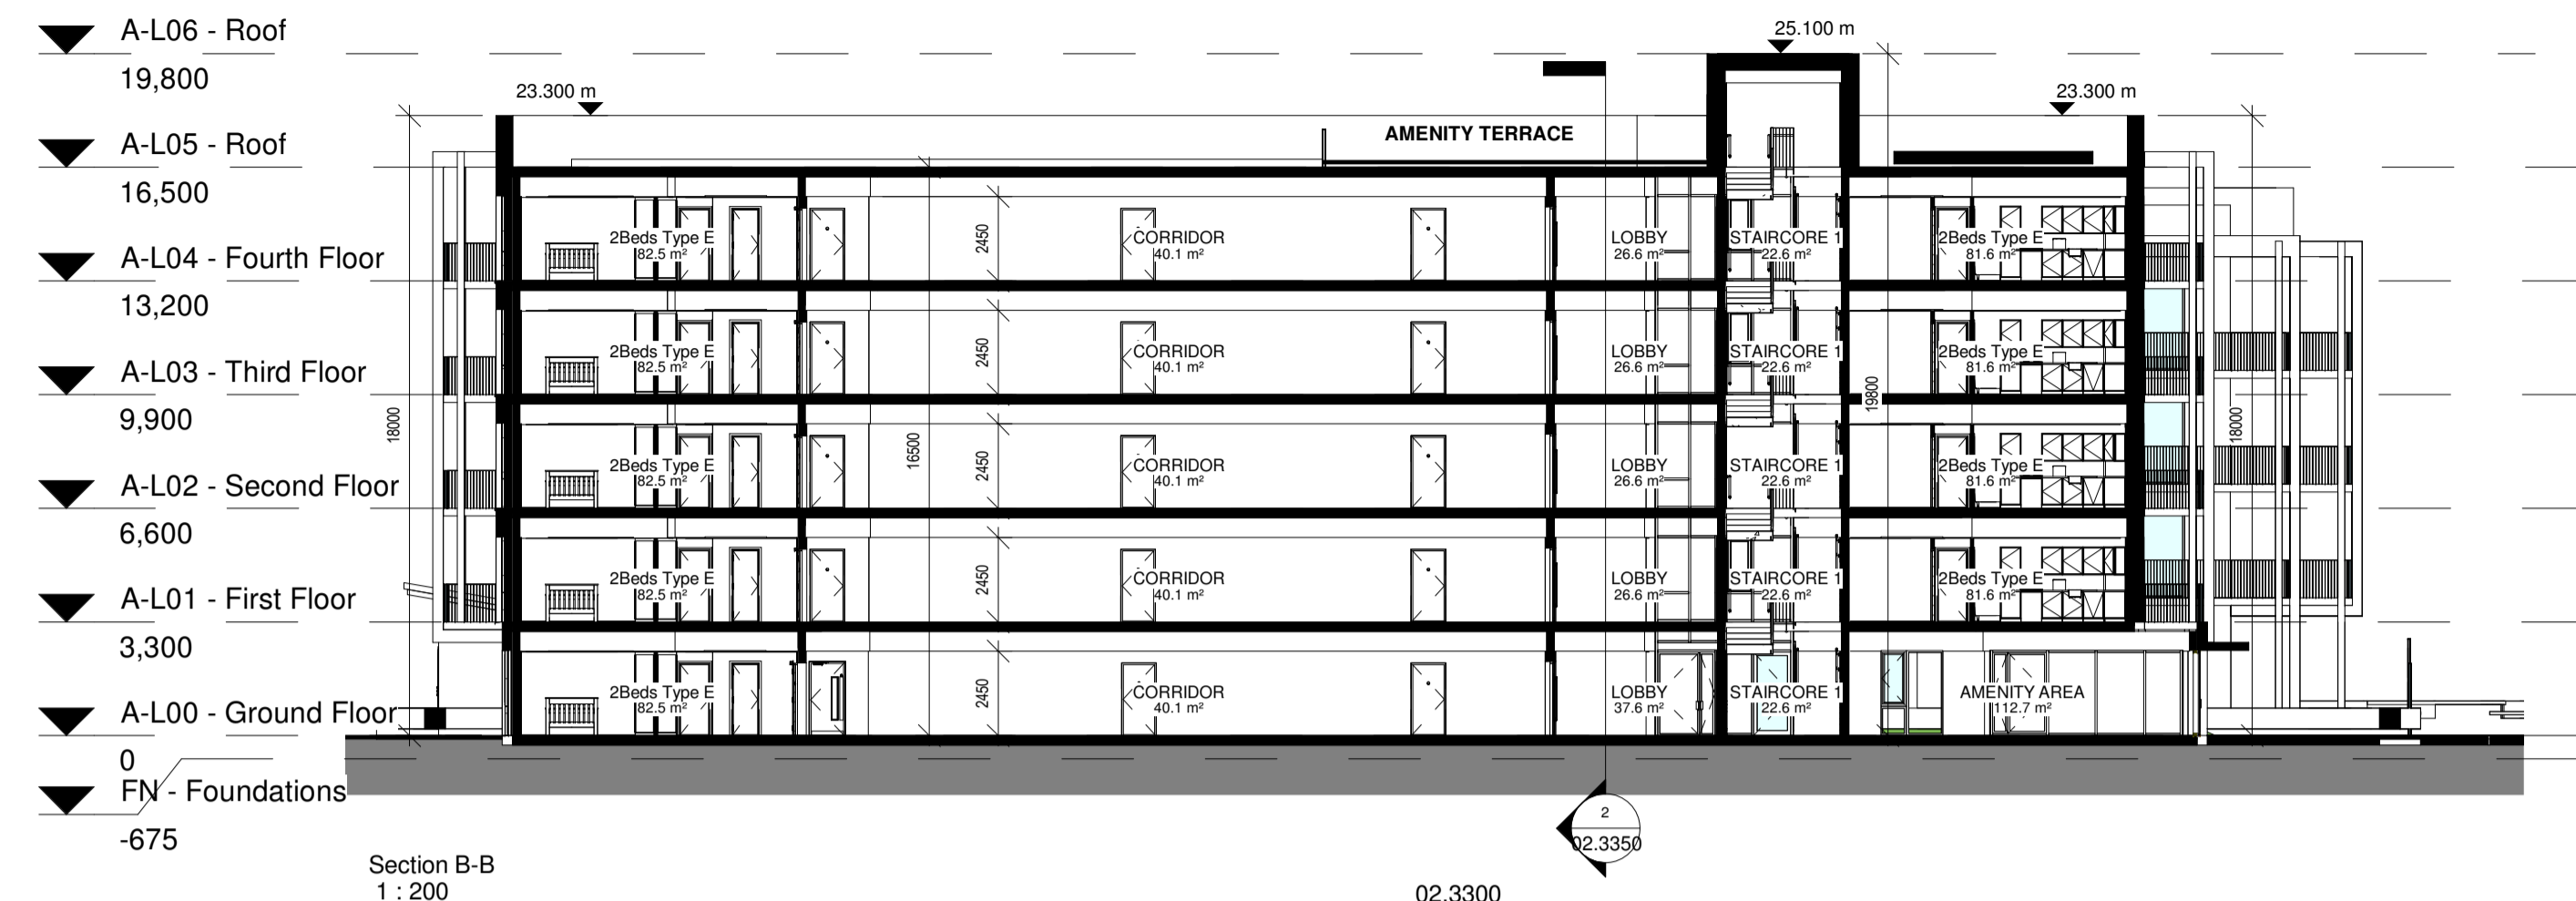 A-L06 - Roof
19,800
25.100 m
23.300 m
23.300 m
AMENITY TERRACE
A-L05 - Roof
16,500
A-L04 - Fourth Floor
13,200
2Beds Type E
82.5 m²
2450
CORRIDOR
40.1 m²
LOBBY
26.6 m²
STAIRCORE 1
22.6 m²
2Beds Type E
81.6 m²
A-L03 - Third Floor
9,900
2Beds Type E
82.5 m²
2450
CORRIDOR
40.1 m²
LOBBY
26.6 m²
STAIRCORE 1
22.6 m²
2Beds Type E
81.6 m²
18000
16500
19800
18000
A-L02 - Second Floor
6,600
2Beds Type E
82.5 m²
2450
CORRIDOR
40.1 m²
LOBBY
26.6 m²
STAIRCORE 1
22.6 m²
2Beds Type E
81.6 m²
A-L01 - First Floor
3,300
2Beds Type E
82.5 m²
2450
CORRIDOR
40.1 m²
LOBBY
26.6 m²
STAIRCORE 1
22.6 m²
2Beds Type E
81.6 m²
A-L00 - Ground Floor
0
2Beds Type E
82.5 m²
2450
CORRIDOR
40.1 m²
LOBBY
37.6 m²
STAIRCORE 1
22.6 m²
AMENITY AREA
112.7 m²
FN - Foundations
-675
2
02.3350
Section B-B
1 : 200
02.3300